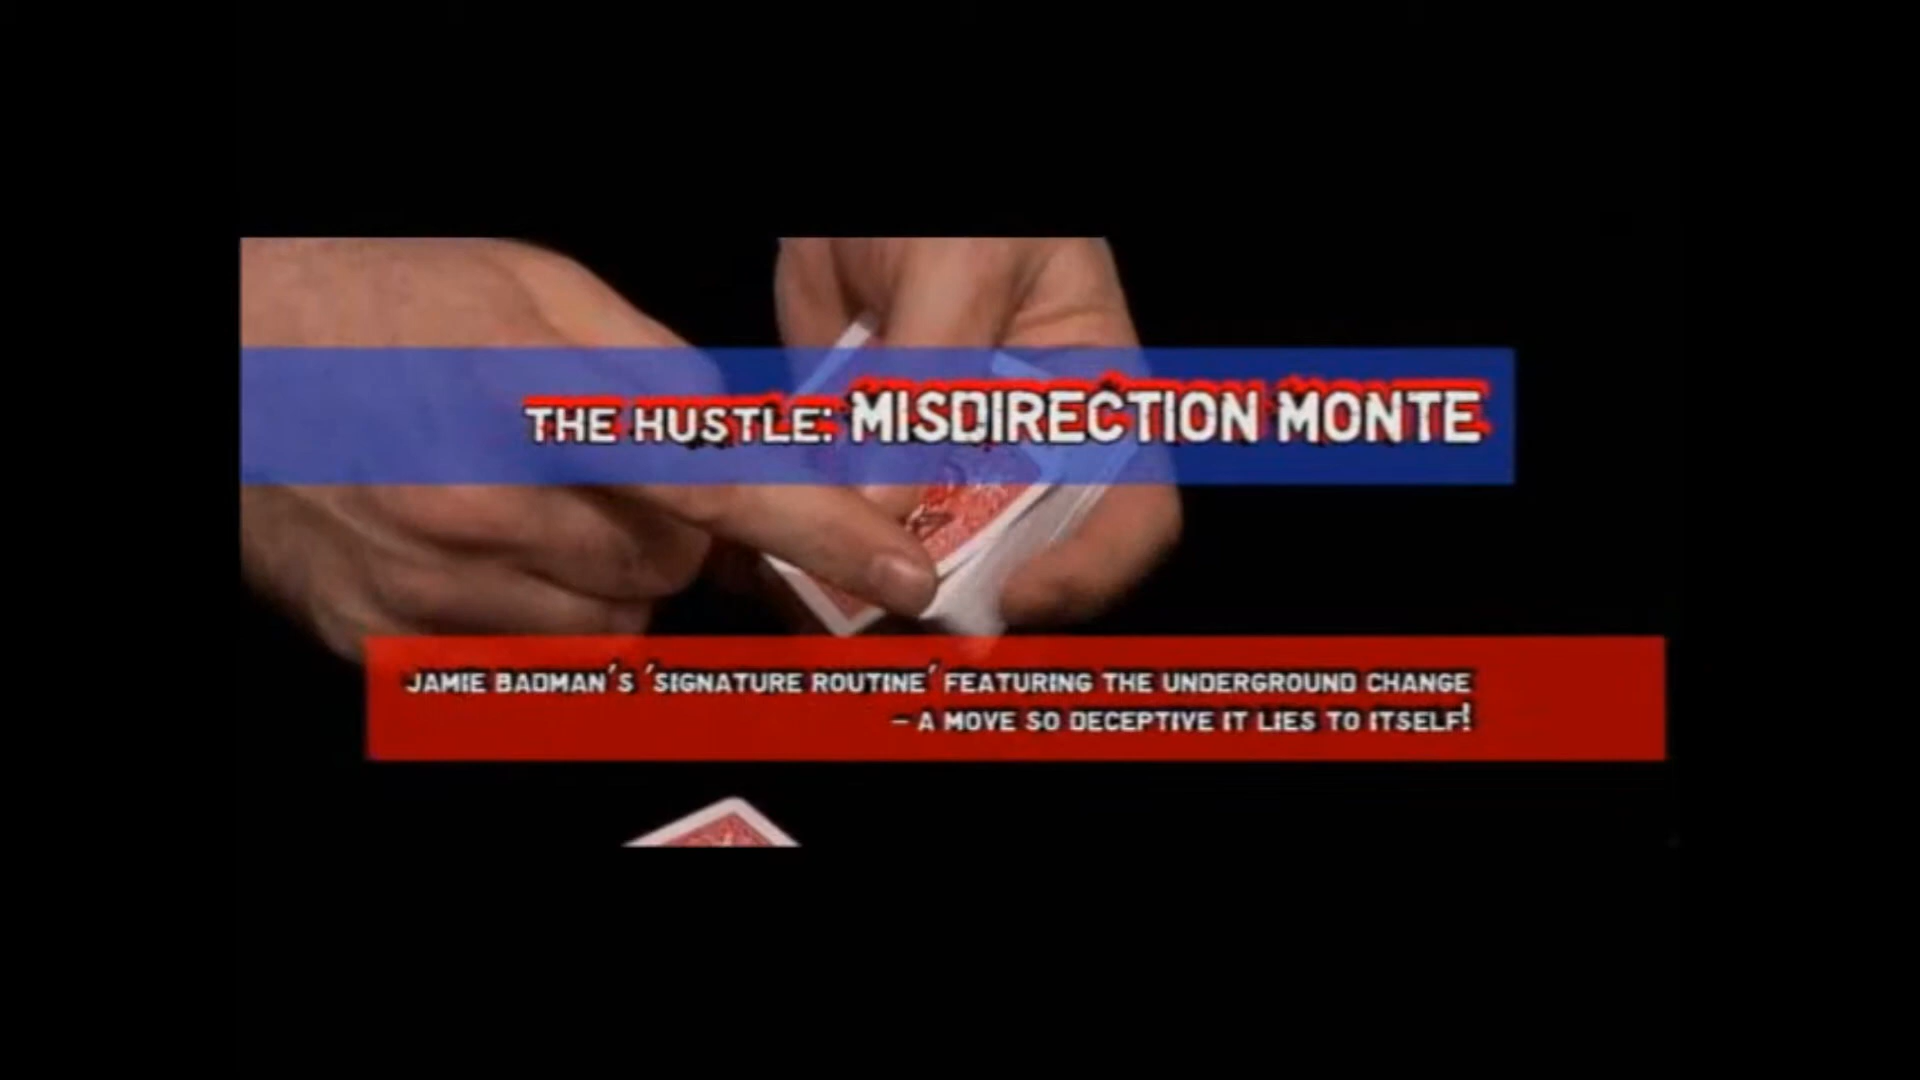 THE HUSTLE: MISDIRECTION MONTE
JAMIE BADMAN'S 'SIGNATURE ROUTINE' FEATURING THE UNDERGROUND CHANGE
– A MOVE SO DECEPTIVE IT LIES TO ITSELF!